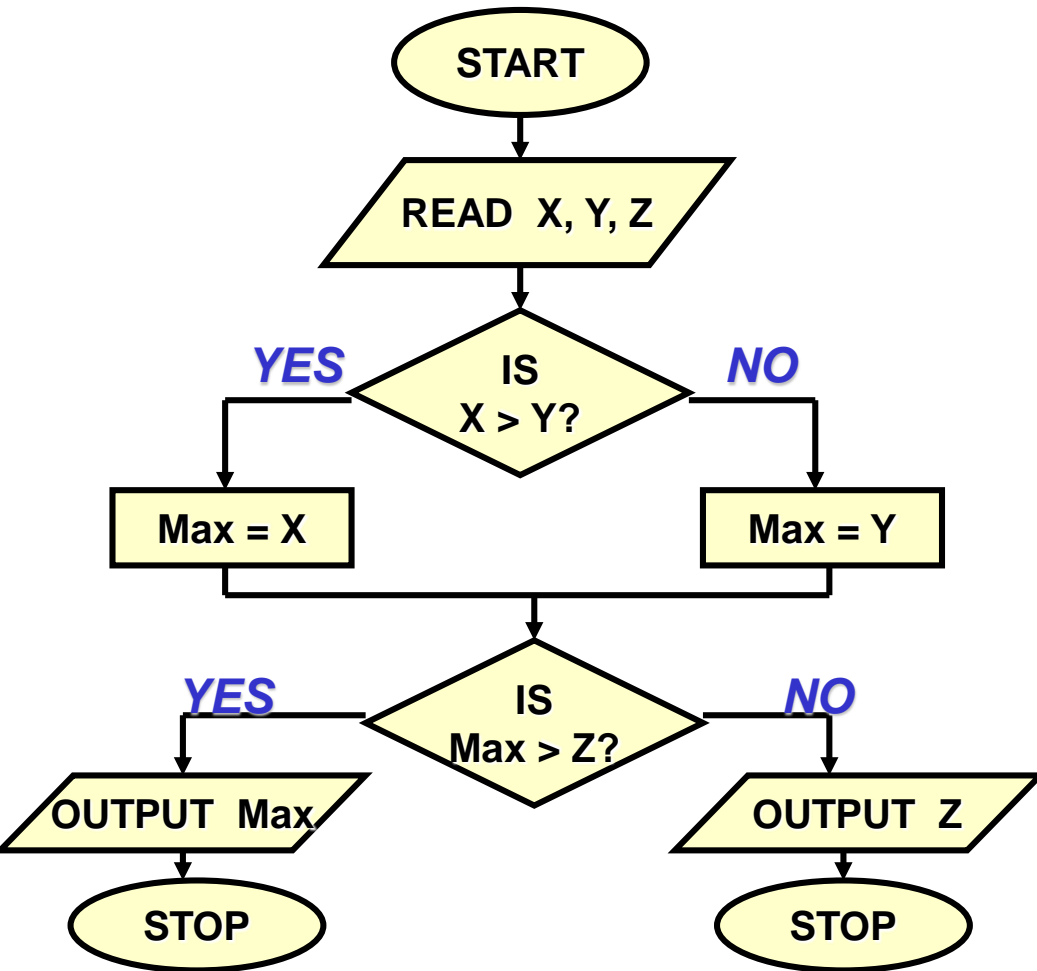 START
READ X, Y, Z
YES
NO
IS
X > Y?
Max = X
Max = Y
YES
NO
IS
Max > Z?
OUTPUT Max
OUTPUT Z
STOP
STOP